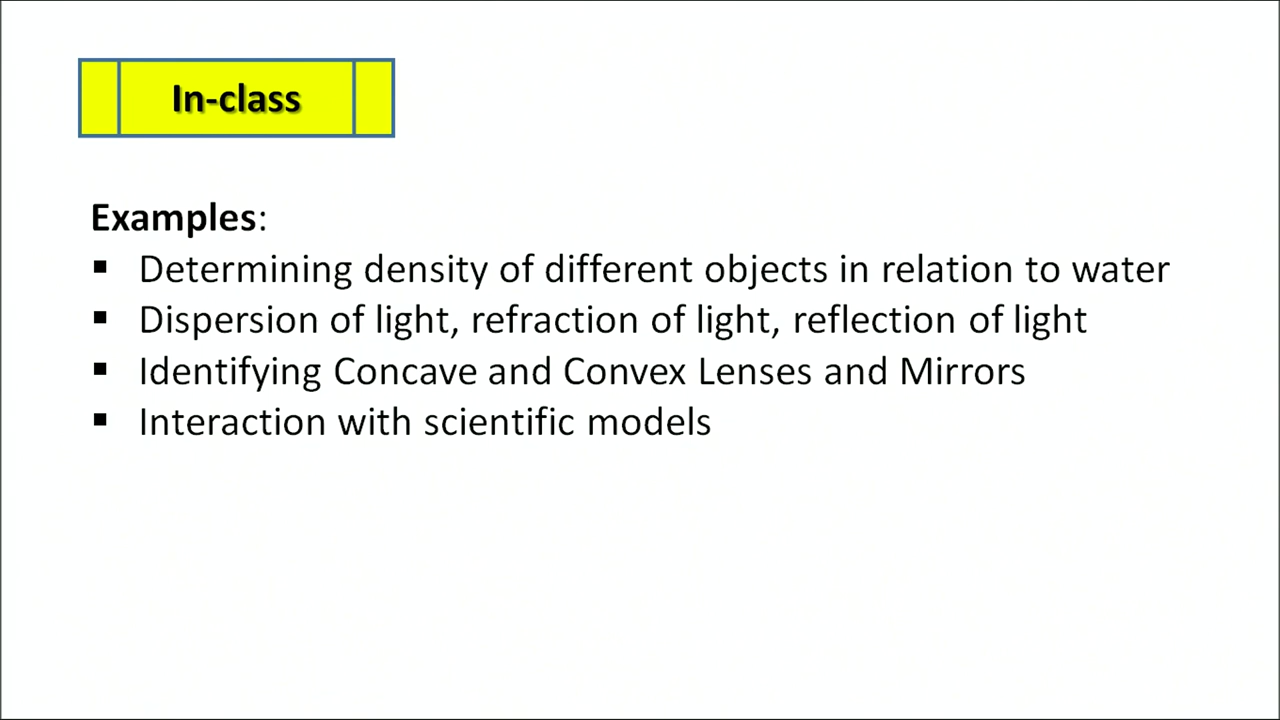 In-class
Examples:
▪ Determining density of different objects in relation to water
▪ Dispersion of light, refraction of light, reflection of light
▪ Identifying Concave and Convex Lenses and Mirrors
▪ Interaction with scientific models